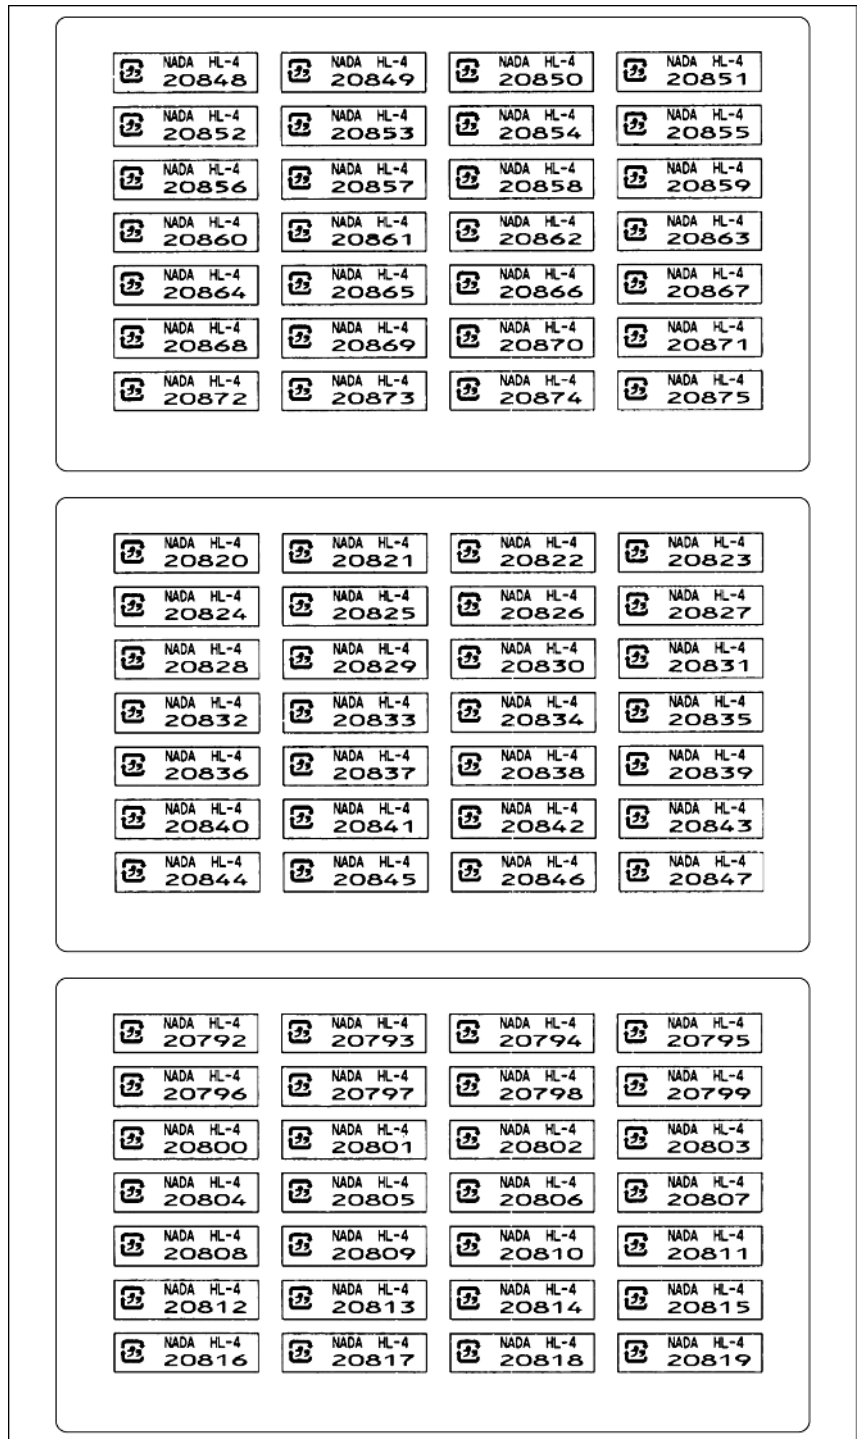 NADA HL-4
20848
NADA HL-4
20849
NADA HL-4
20850
NADA HL-4
20851
NADA HL-4
20852
NADA HL-4
20853
NADA HL-4
20854
NADA HL-4
20855
NADA HL-4
20856
NADA HL-4
20857
NADA HL-4
20858
NADA HL-4
20859
NADA HL-4
20860
NADA HL-4
20861
NADA HL-4
20862
NADA HL-4
20863
NADA HL-4
20864
NADA HL-4
20865
NADA HL-4
20866
NADA HL-4
20867
NADA HL-4
20868
NADA HL-4
20869
NADA HL-4
20870
NADA HL-4
20871
NADA HL-4
20872
NADA HL-4
20873
NADA HL-4
20874
NADA HL-4
20875
NADA HL-4
20820
NADA HL-4
20821
NADA HL-4
20822
NADA HL-4
20823
NADA HL-4
20824
NADA HL-4
20825
NADA HL-4
20826
NADA HL-4
20827
NADA HL-4
20828
NADA HL-4
20829
NADA HL-4
20830
NADA HL-4
20831
NADA HL-4
20832
NADA HL-4
20833
NADA HL-4
20834
NADA HL-4
20835
NADA HL-4
20836
NADA HL-4
20837
NADA HL-4
20838
NADA HL-4
20839
NADA HL-4
20840
NADA HL-4
20841
NADA HL-4
20842
NADA HL-4
20843
NADA HL-4
20844
NADA HL-4
20845
NADA HL-4
20846
NADA HL-4
20847
NADA HL-4
20792
NADA HL-4
20793
NADA HL-4
20794
NADA HL-4
20795
NADA HL-4
20796
NADA HL-4
20797
NADA HL-4
20798
NADA HL-4
20799
NADA HL-4
20800
NADA HL-4
20801
NADA HL-4
20802
NADA HL-4
20803
NADA HL-4
20804
NADA HL-4
20805
NADA HL-4
20806
NADA HL-4
20807
NADA HL-4
20808
NADA HL-4
20809
NADA HL-4
20810
NADA HL-4
20811
NADA HL-4
20812
NADA HL-4
20813
NADA HL-4
20814
NADA HL-4
20815
NADA HL-4
20816
NADA HL-4
20817
NADA HL-4
20818
NADA HL-4
20819